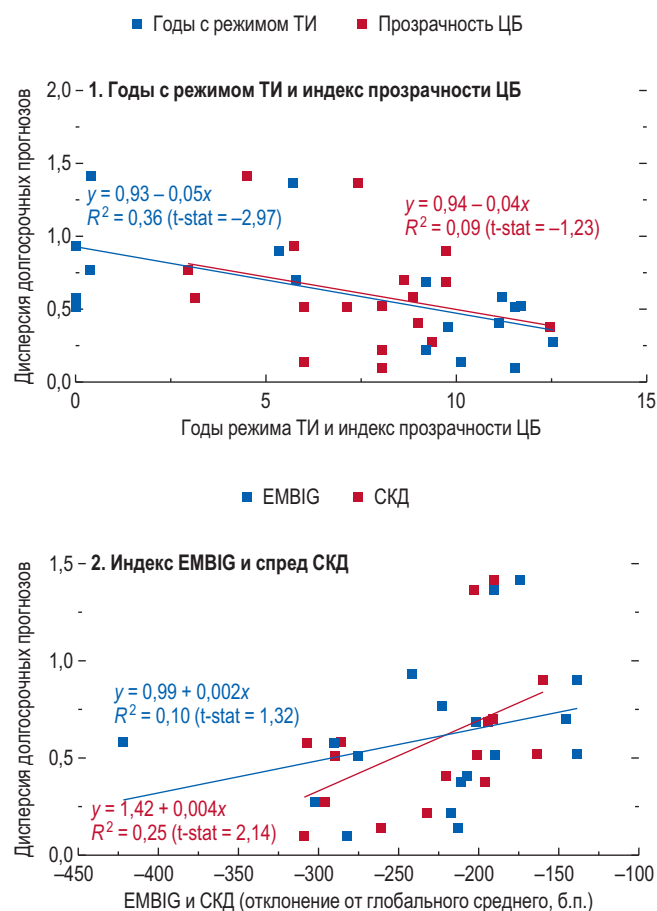 Годы с режимом ТИ Прозрачность ЦБ
1. Годы с режимом ТИ и индекс прозрачности ЦБ
Дисперсия долгосрочных прогнозов
2,0
1,5
1,0
0,5
0,0
y = 0,93 – 0,05x
R² = 0,36 (t-stat = –2,97)
y = 0,94 – 0,04x
R² = 0,09 (t-stat = –1,23)
0 5 10 15
Годы режима ТИ и индекс прозрачности ЦБ
EMBIG СКД
2. Индекс EMBIG и спред СКД
Дисперсия долгосрочных прогнозов
1,5
1,0
0,5
0,0
y = 0,99 + 0,002x
R² = 0,10 (t-stat = 1,32)
y = 1,42 + 0,004x
R² = 0,25 (t-stat = 2,14)
–450 –400 –350 –300 –250 –200 –150 –100
EMBIG и СКД (отклонение от глобального среднего, б.п.)